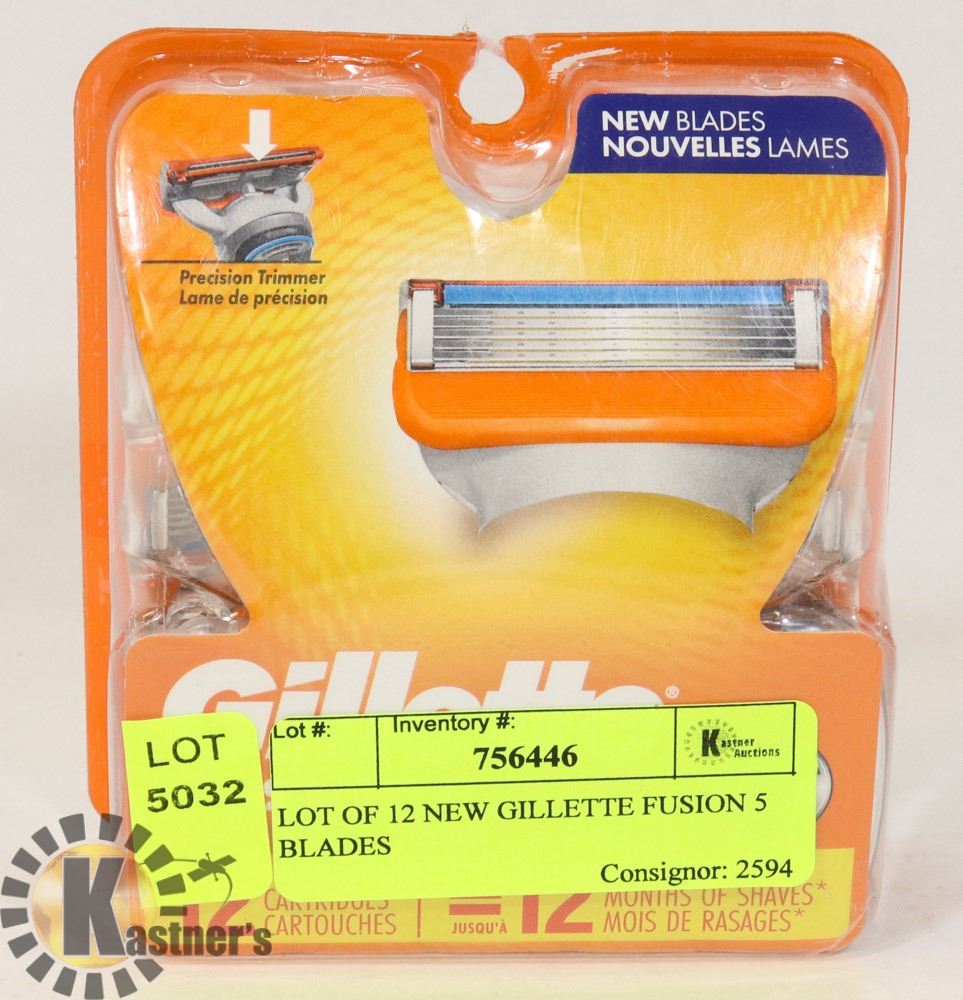 NEW BLADES
NOUVELLES LAMES
Precision Trimmer
Lame de précision
Gillette®
LOT
5032
Lot #:
Inventory #:
756446
Kastner
Auctions
LOT OF 12 NEW GILLETTE FUSION 5
BLADES
Consignor: 2594
12 CARTRIDGES
CARTOUCHES
JUSQU'À
12 MONTHS OF SHAVES*
MOIS DE RASAGES*
Kastner's